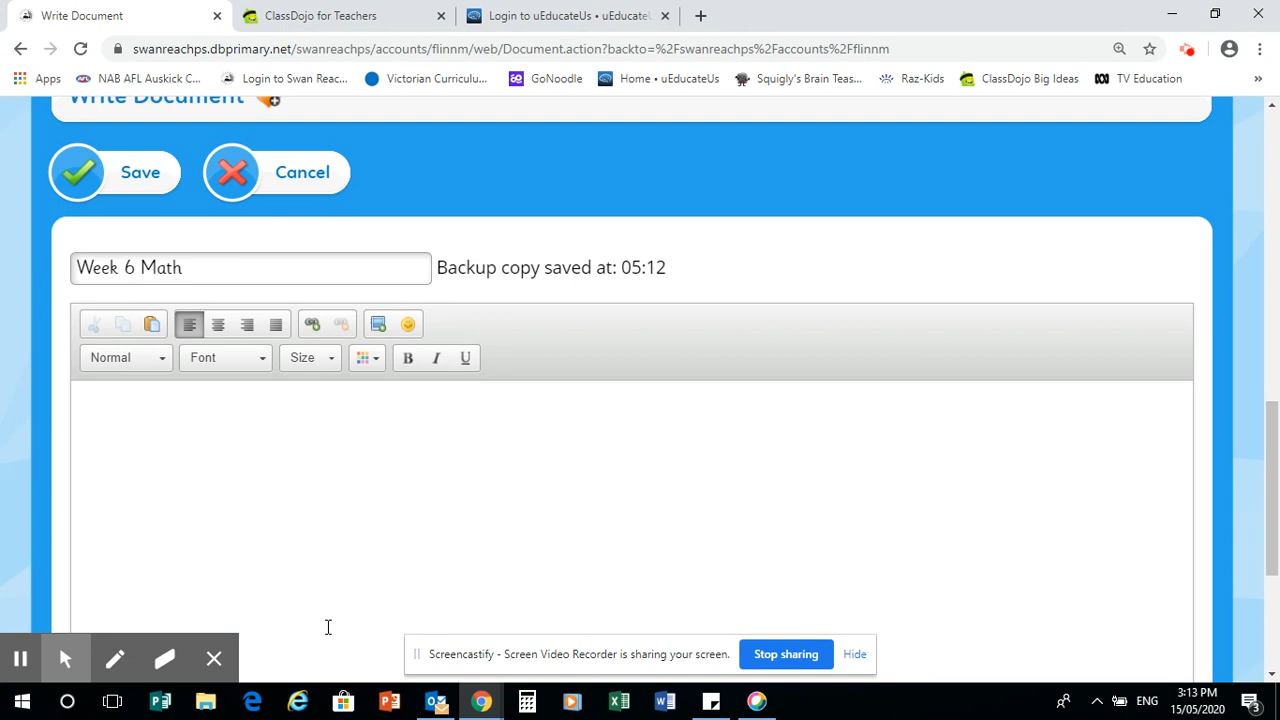 Write Document
ClassDojo for Teachers
Login to uEducateUs • uEducate
swanreachps.dbprimary.net/swanreachps/accounts/flinnm/web/Document.action?backto=%2Fswanreachps%2Faccounts%2Fflinnm
Apps
NAB AFL Auskick C...
Login to Swan Reac...
Victorian Curriculu...
GoNoodle
Home • uEducateUs
Squigly's Brain Teas...
Raz-Kids
ClassDojo Big Ideas
TV Education
»
Write Document
Save
Cancel
Week 6 Math
Backup copy saved at: 05:12
Normal
Font
Size
B I U
Screencastify - Screen Video Recorder is sharing your screen.
Stop sharing
Hide
ENG
3:13 PM
15/05/2020
3